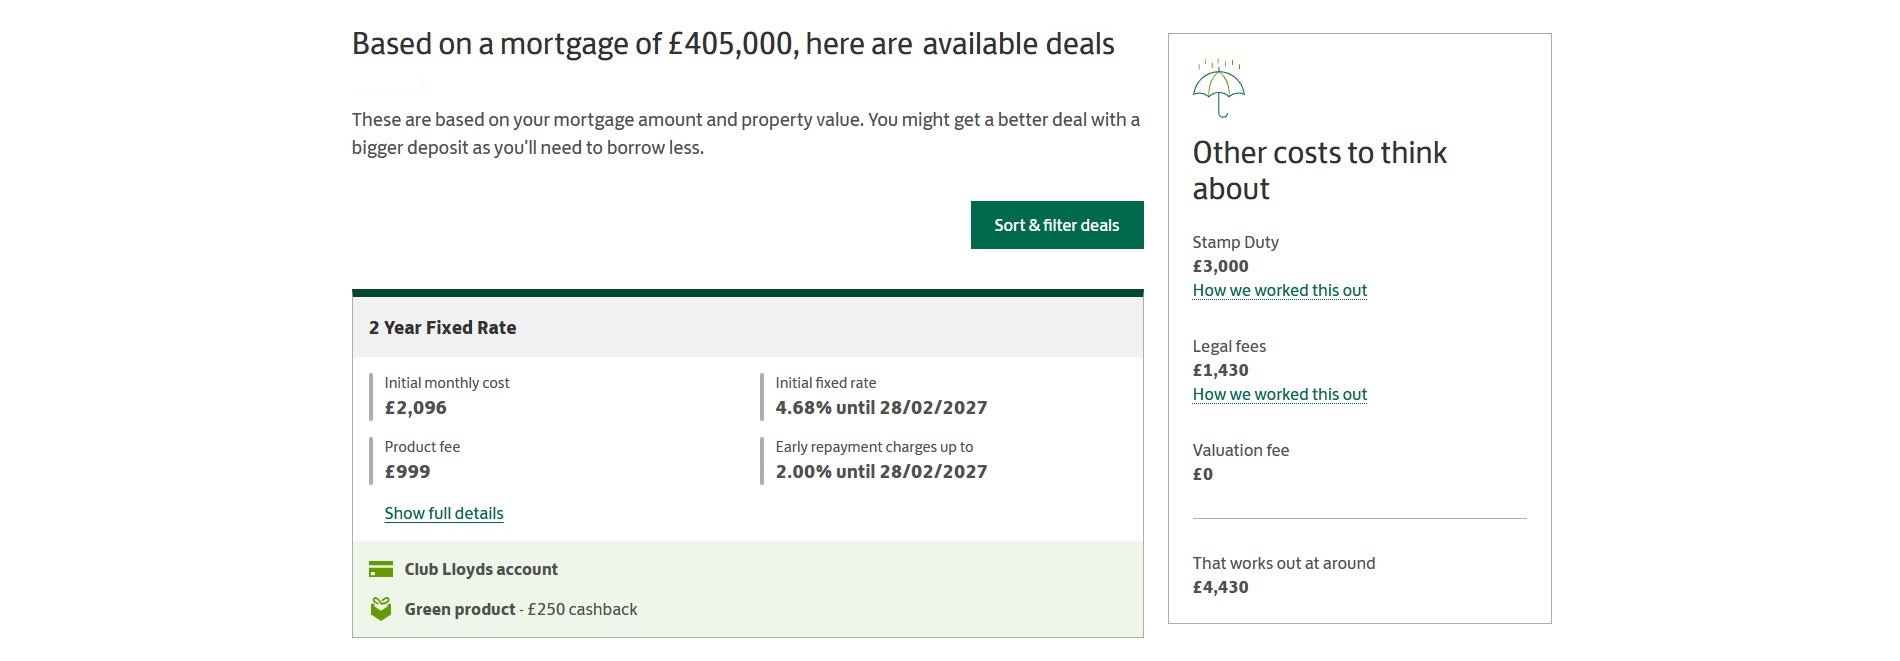 Based on a mortgage of £405,000, here are available deals
These are based on your mortgage amount and property value. You might get a better deal with a
bigger deposit as you'll need to borrow less.
Sort & filter deals
2 Year Fixed Rate
Initial monthly cost
£2,096
Initial fixed rate
4.68% until 28/02/2027
Product fee
£999
Early repayment charges up to
2.00% until 28/02/2027
Show full details
Club Lloyds account
Green product - £250 cashback
Other costs to think
about
Stamp Duty
£3,000
How we worked this out
Legal fees
£1,430
How we worked this out
Valuation fee
£0
That works out at around
£4,430